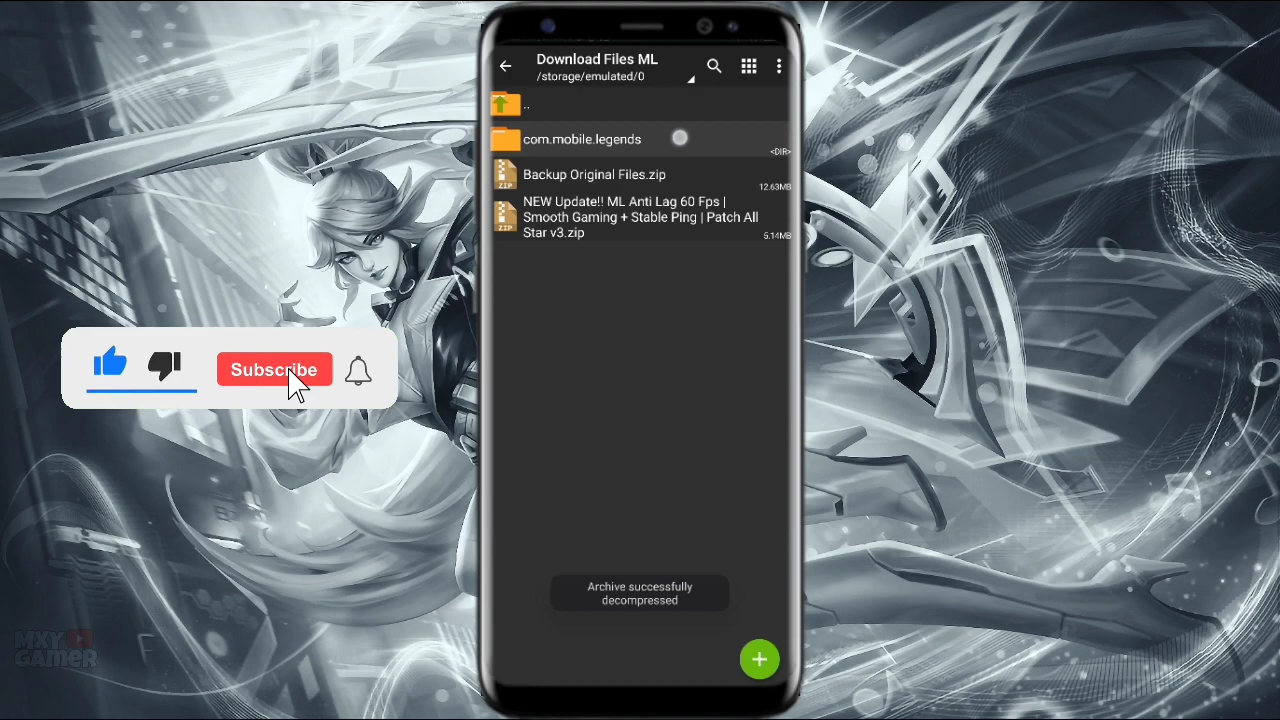 Download Files ML
/storage/emulated/0
..
com.mobile.legends
<DIR>
Backup Original Files.zip
12.63MB
NEW Update!! ML Anti Lag 60 Fps |
Smooth Gaming + Stable Ping | Patch All
Star v3.zip
5.14MB
ZIP
ZIP
Subscribe
Archive successfully
decompressed
MXY
GAMER